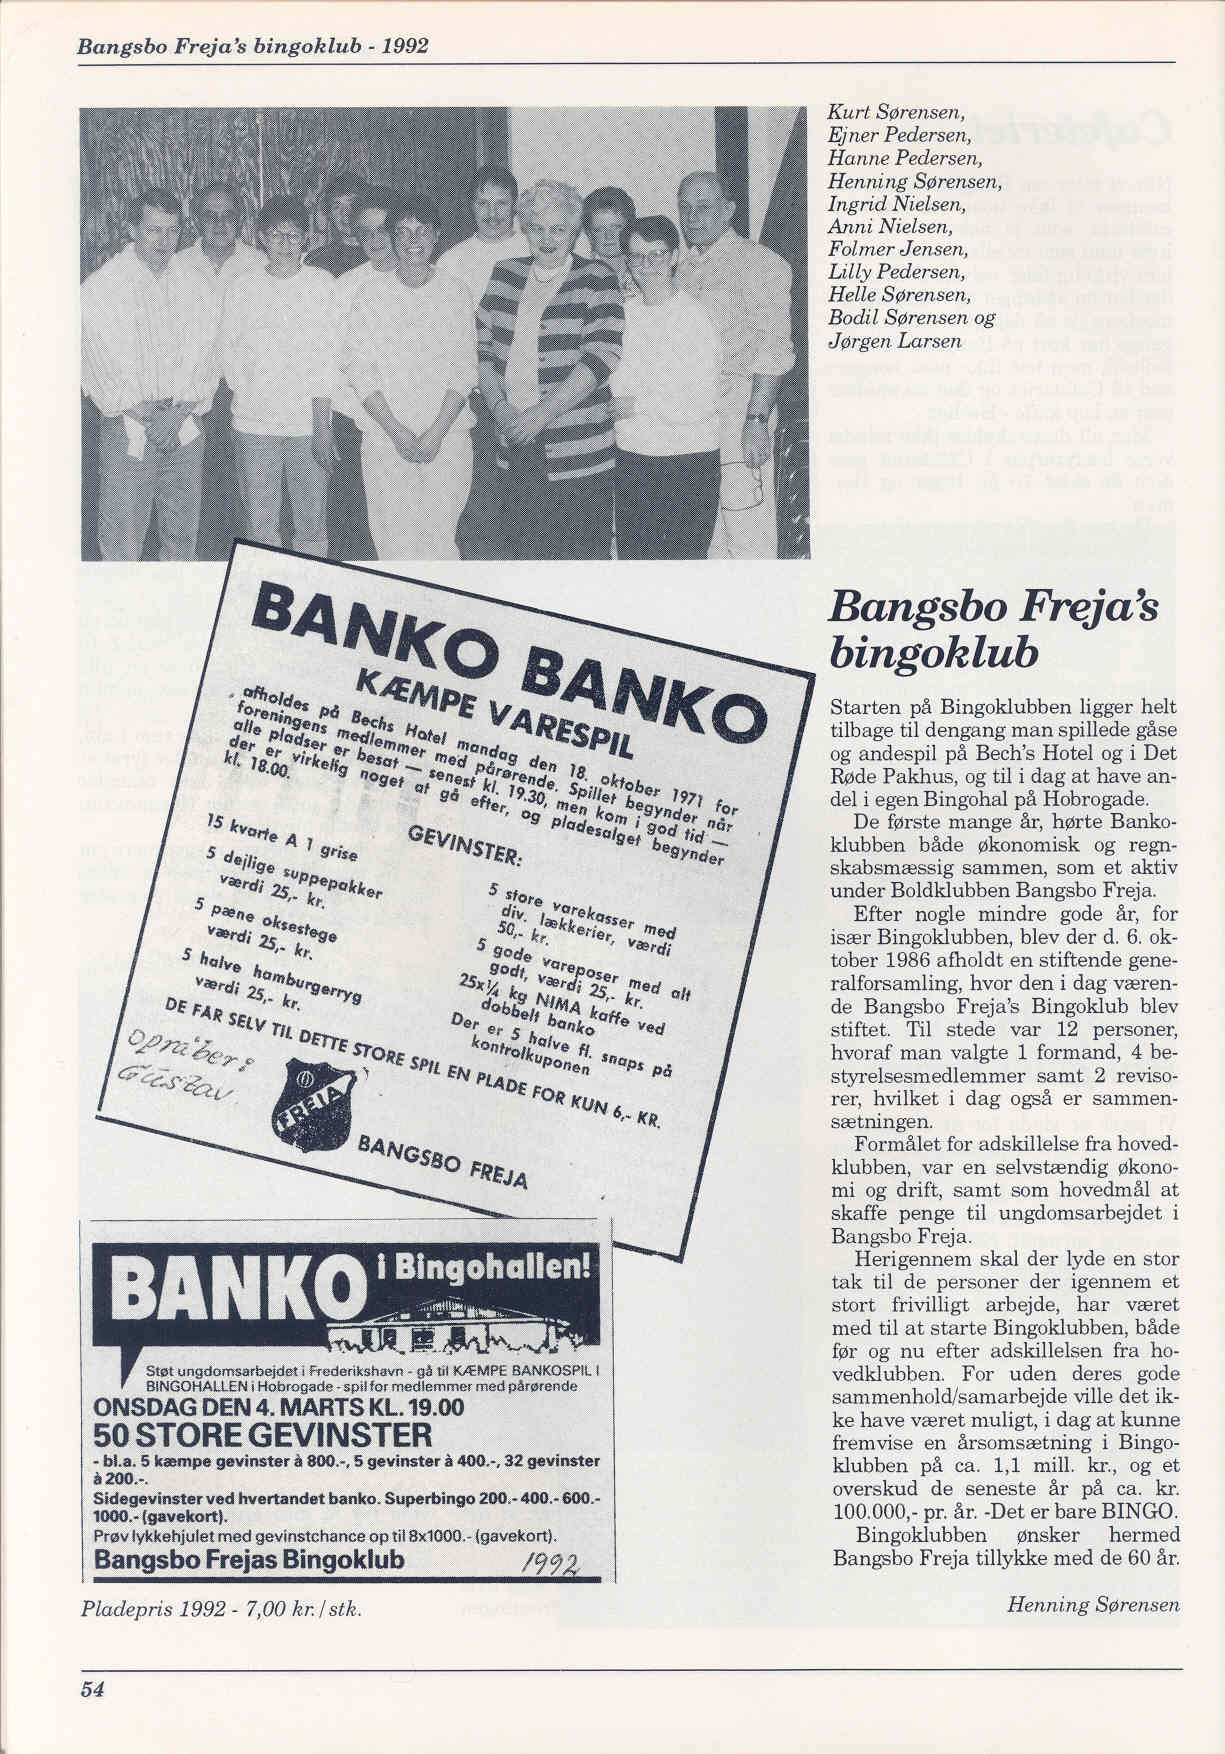 Bangsbo Freja's bingoklub - 1992
Kurt Sørensen,
Ejner Pedersen,
Hanne Pedersen,
Henning Sørensen,
Ingrid Nielsen,
Anni Nielsen,
Folmer Jensen,
Lilly Pedersen,
Helle Sørensen,
Bodil Sørensen og
Jørgen Larsen
BANKO BANKO
KÆMPE VARESPIL
afholdes på Bechs Hotel mandag den 18. oktober 1971 for
foreningens medlemmer med pårørende. Spillet begynder når
alle pladser er besat — senest kl. 19.30, men kom i god tid —
der er virkelig noget at gå efter, og pladesalget begynder
kl. 18.00.
GEVINSTER:
15 kvarte A 1 grise
5 dejlige suppepakker
værdi 25,- kr.
5 pæne oksestege
værdi 25,- kr.
5 halve hamburgerryg
værdi 25,- kr.
5 store varekasser med
div. lækkerier, værdi
50,- kr.
5 gode vareposer med alt
godt, værdi 25,- kr.
25x¼ kg NIMA kaffe ved
dobbelt banko
Der er 5 halve fl. snaps på
kontrolkuponen
DE FAR SELV TIL DETTE STORE SPIL EN PLADE FOR KUN 6,- KR.
Opråber:
Gustav
FREJA
BANGSBO FREJA
BANKO i Bingohallen!
Støt ungdomsarbejdet i Frederikshavn - gå til KÆMPE BANKOSPIL I
BINGOHALLEN i Hobrogade - spil for medlemmer med pårørende
ONSDAG DEN 4. MARTS KL. 19.00
50 STORE GEVINSTER
- bl.a. 5 kæmpe gevinster à 800.-, 5 gevinster à 400.-, 32 gevinster
à 200.-.
Sidegevinster ved hvertandet banko. Superbingo 200.- 400.- 600.-
1000.- (gavekort).
Prøv lykkehjulet med gevinstchance op til 8x1000.- (gavekort).
Bangsbo Frejas Bingoklub 1992
Pladepris 1992 - 7,00 kr. / stk.
Bangsbo Freja's
bingoklub
Starten på Bingoklubben ligger helt
tilbage til dengang man spillede gåse
og andespil på Bech's Hotel og i Det
Røde Pakhus, og til i dag at have an-
del i egen Bingohal på Hobrogade.
De første mange år, hørte Banko-
klubben både økonomisk og regn-
skabsmæssig sammen, som et aktiv
under Boldklubben Bangsbo Freja.
Efter nogle mindre gode år, for
især Bingoklubben, blev der d. 6. ok-
tober 1986 afholdt en stiftende gene-
ralforsamling, hvor den i dag væren-
de Bangsbo Freja's Bingoklub blev
stiftet. Til stede var 12 personer,
hvoraf man valgte 1 formand, 4 be-
styrelsesmedlemmer samt 2 reviso-
rer, hvilket i dag også er sammen-
sætningen.
Formålet for adskillelse fra hoved-
klubben, var en selvstændig økono-
mi og drift, samt som hovedmål at
skaffe penge til ungdomsarbejdet i
Bangsbo Freja.
Herigennem skal der lyde en stor
tak til de personer der igennem et
stort frivilligt arbejde, har været
med til at starte Bingoklubben, både
før og nu efter adskillelsen fra ho-
vedklubben. For uden deres gode
sammenhold/samarbejde ville det ik-
ke have været muligt, i dag at kunne
fremvise en årsomsætning i Bingo-
klubben på ca. 1,1 mill. kr., og et
overskud de seneste år på ca. kr.
100.000,- pr. år. -Det er bare BINGO.
Bingoklubben ønsker hermed
Bangsbo Freja tillykke med de 60 år.
Henning Sørensen
54